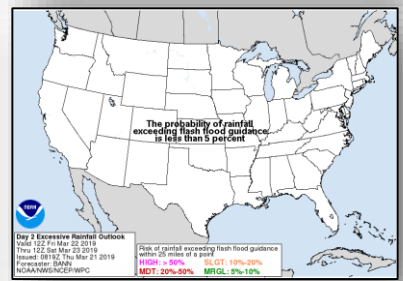 The probability of rainfall
exceeding flash flood guidance
is less than 5 percent
Day 2 Excessive Rainfall Outlook
Valid 12Z Fri Mar 22 2019
Thru 12Z Sat Mar 23 2019
Issued: 0819Z Thu Mar 21 2019
Forecaster: BANN
NOAA/NWS/NCEP/WPC
Risk of rainfall exceeding flash flood guidance
within 25 miles of a point
HIGH: > 50% SLGT: 10%-20%
MDT: 20%-50% MRGL: 5%-10%